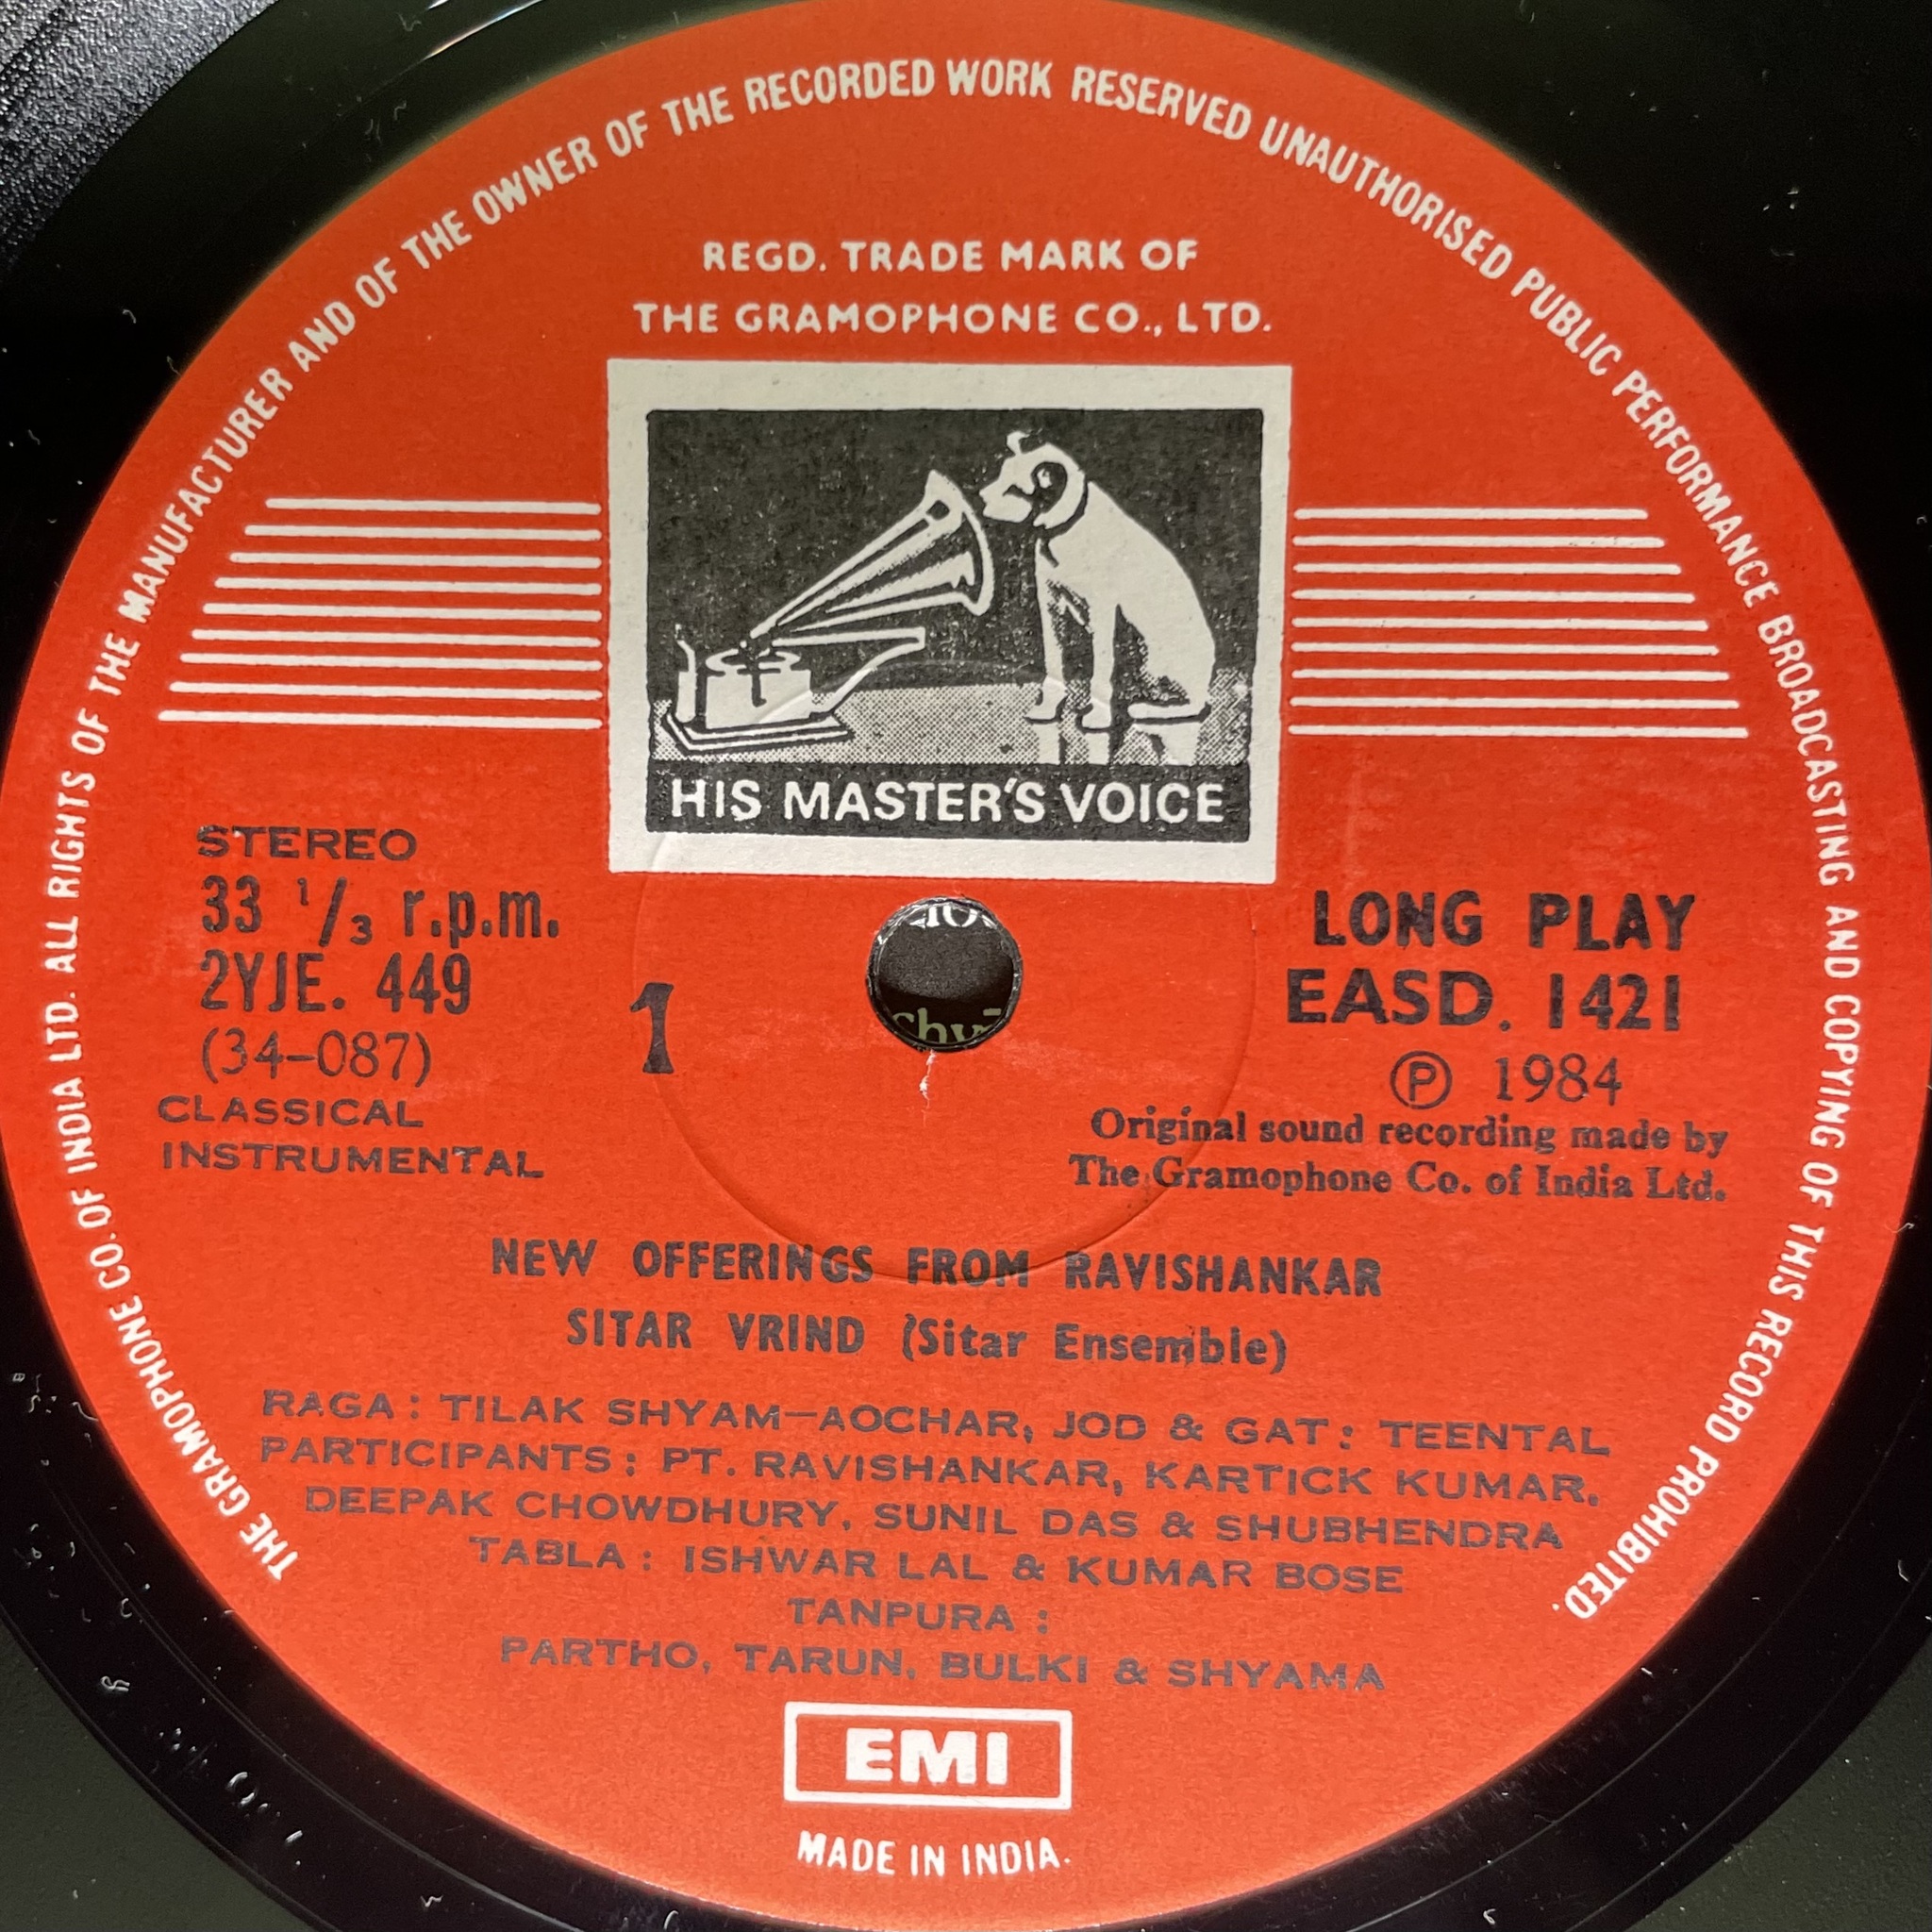 THE GRAMOPHONE CO. OF INDIA LTD. ALL RIGHTS OF THE MANUFACTURER AND OF THE OWNER OF THE RECORDED WORK RESERVED UNAUTHORISED PUBLIC PERFORMANCE BROADCASTING AND COPYING OF THIS RECORD PROHIBITED.
REGD. TRADE MARK OF
THE GRAMOPHONE CO., LTD.
HIS MASTER'S VOICE
STEREO
33 1/3 r.p.m.
2YJE. 449
(34-087)
CLASSICAL
INSTRUMENTAL
1
LONG PLAY
EASD. 1421
℗ 1984
Original sound recording made by
The Gramophone Co. of India Ltd.
NEW OFFERINGS FROM RAVISHANKAR
SITAR VRIND (Sitar Ensemble)
RAGA : TILAK SHYAM—AOCHAR, JOD & GAT : TEENTAL
PARTICIPANTS : PT. RAVISHANKAR, KARTICK KUMAR,
DEEPAK CHOWDHURY, SUNIL DAS & SHUBHENDRA
TABLA : ISHWAR LAL & KUMAR BOSE
TANPURA :
PARTHO, TARUN, BULKI & SHYAMA
EMI
MADE IN INDIA.